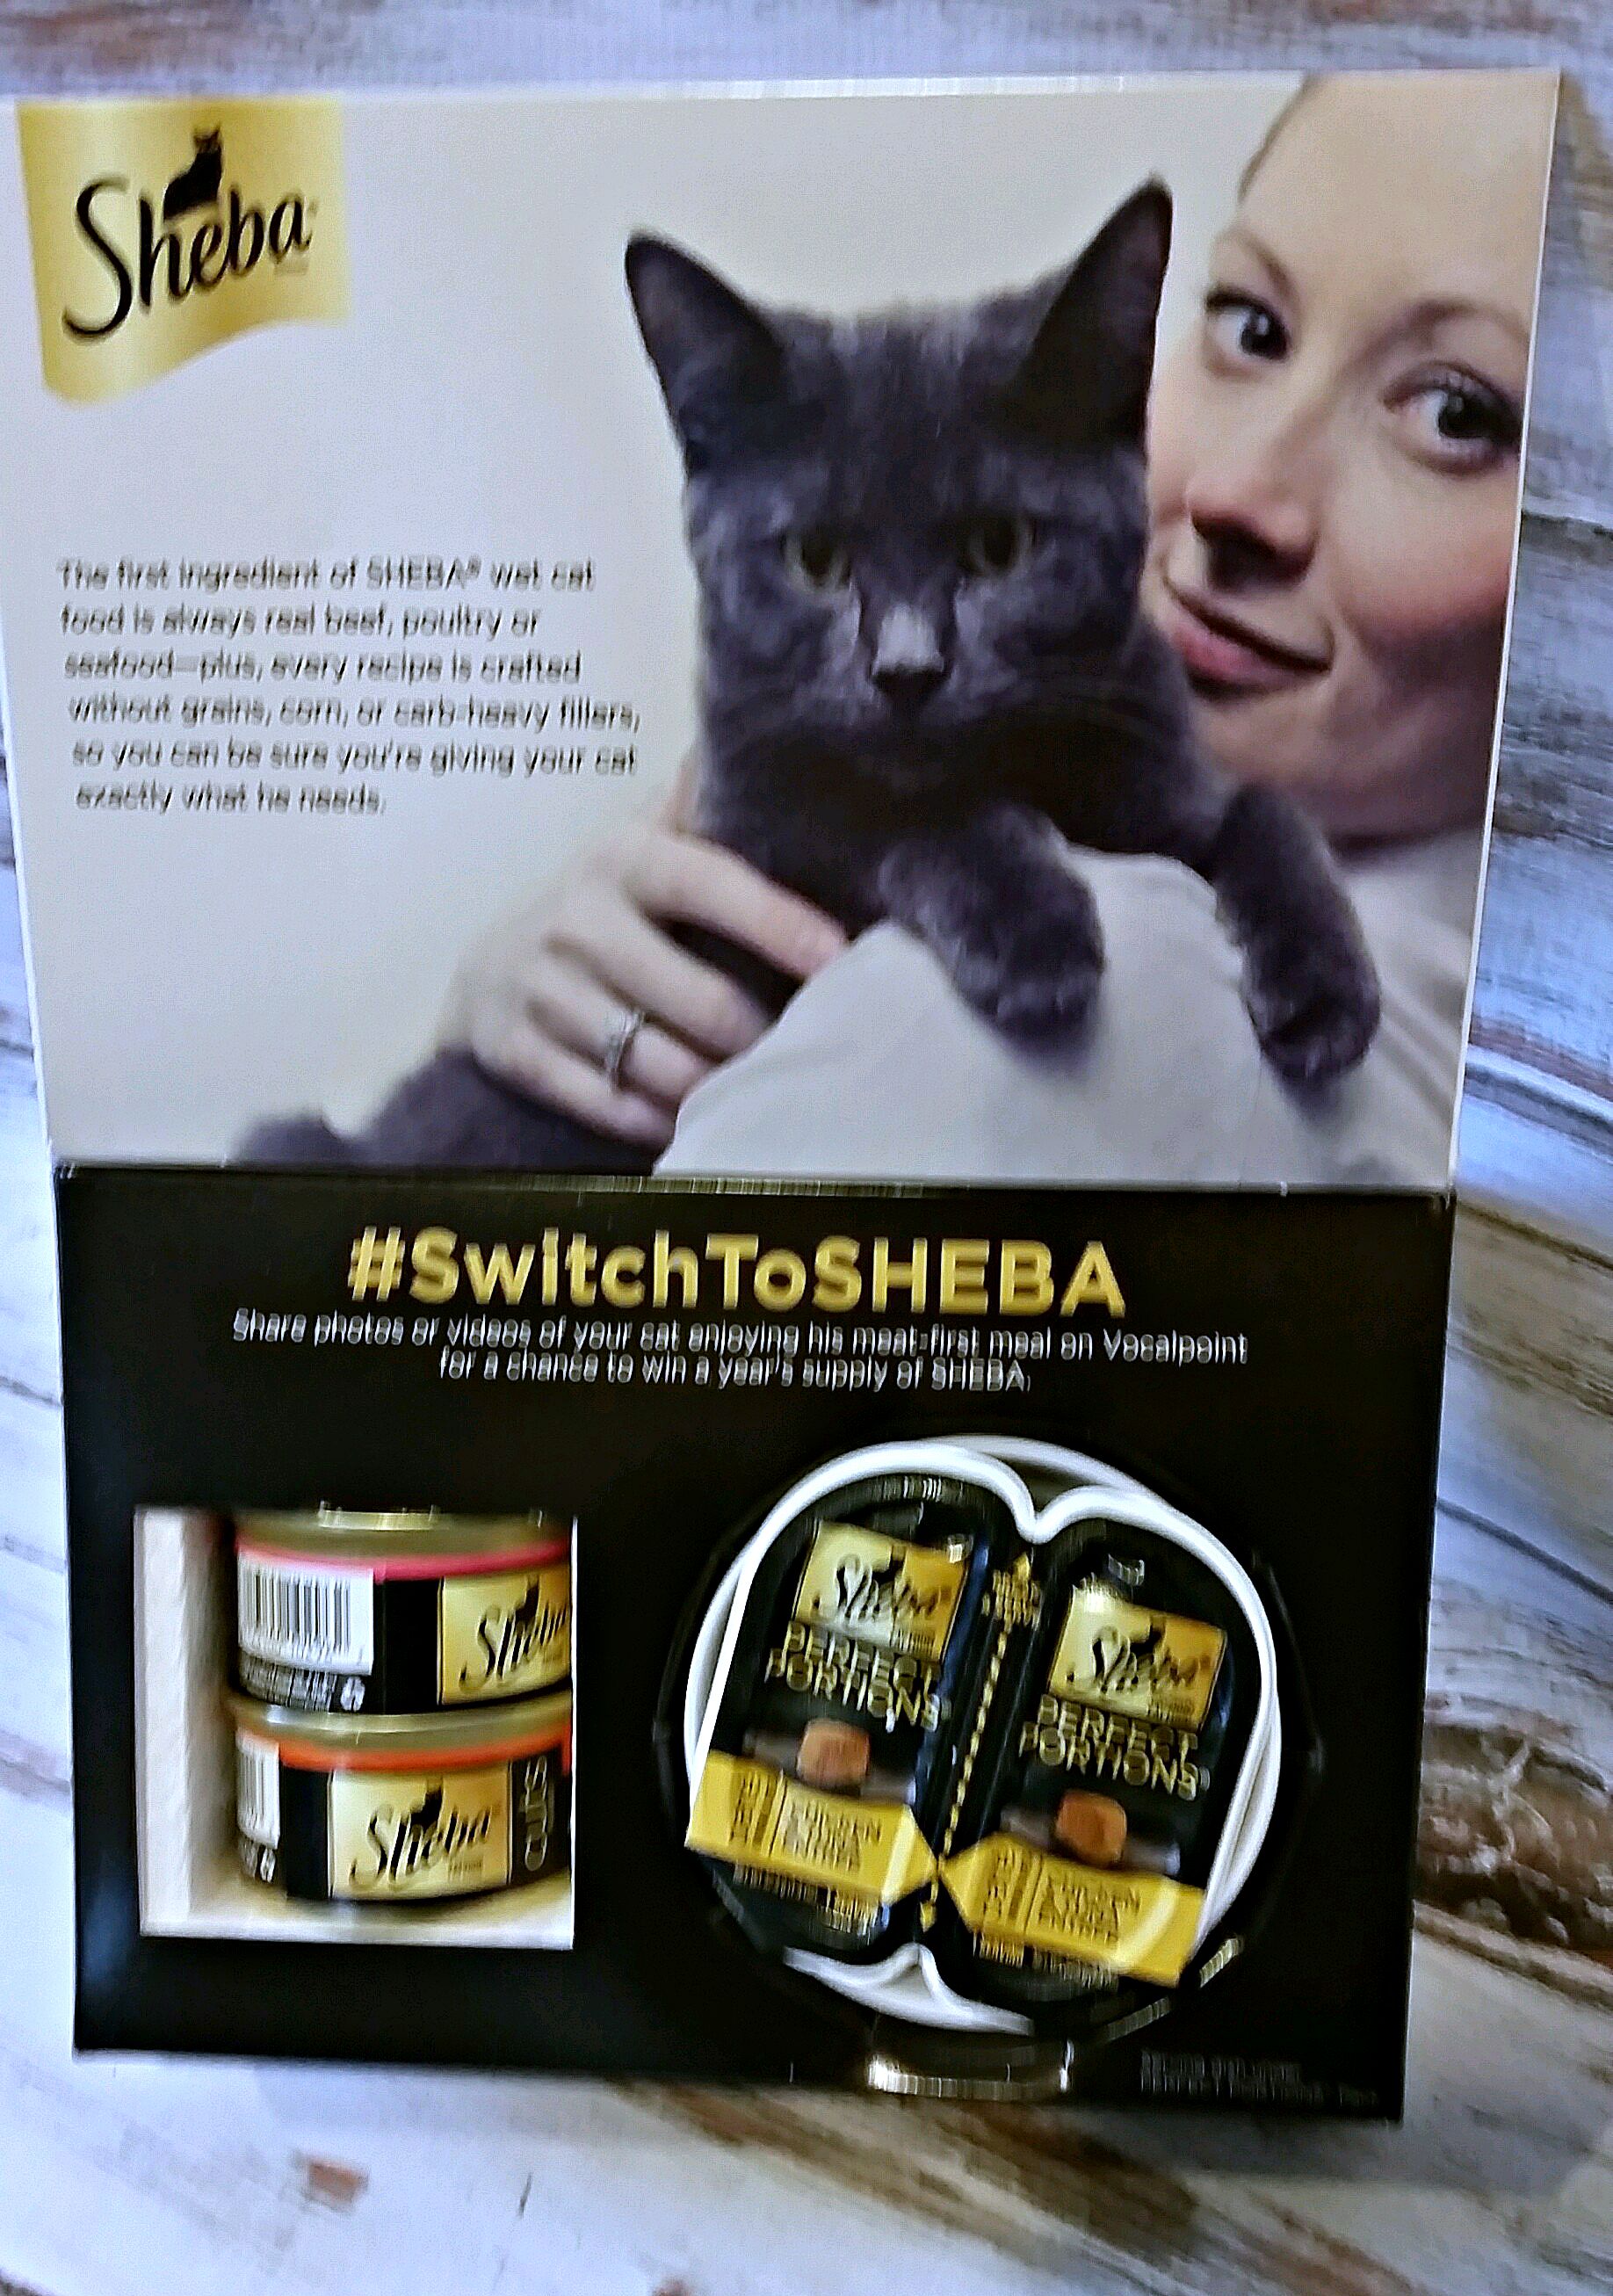 Sheba
The first ingredient of SHEBA® wet cat
food is always real beef, poultry or
seafood—plus, every recipe is crafted
without grains, corn, or carb-heavy fillers,
so you can be sure you're giving your cat
exactly what he needs.
#SwitchToSHEBA
Share photos or videos of your cat enjoying his meat-first meal on Vocalpoint
for a chance to win a year's supply of SHEBA.
Sheba
Sheba
cuts
Sheba®
PERFECT
PORTIONS®
CHICKEN
Sheba®
PERFECT
PORTIONS®
CHICKEN